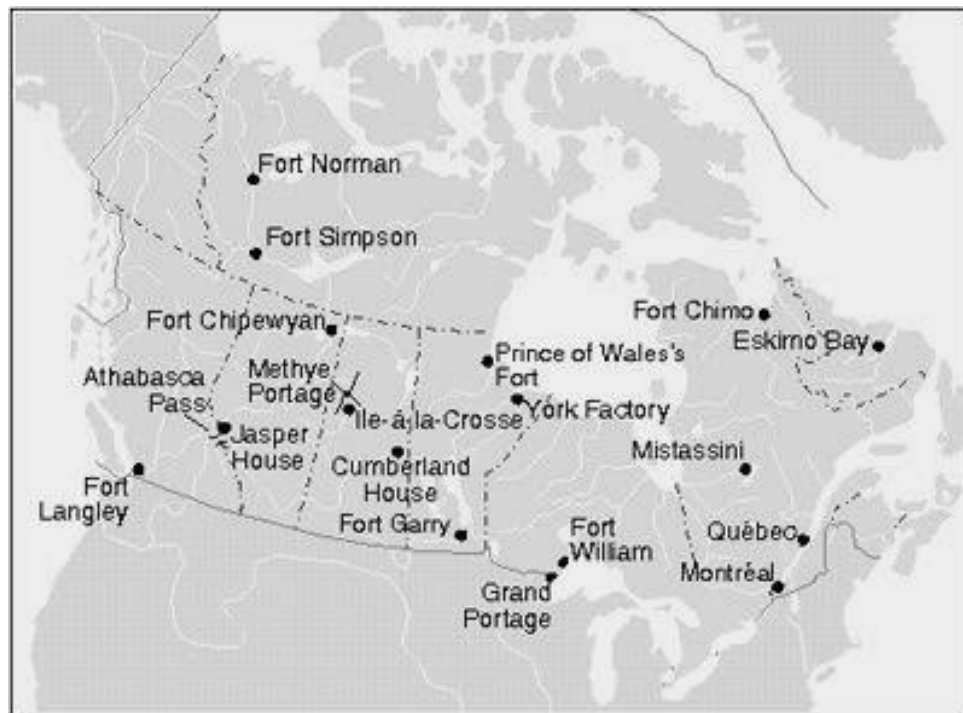 Fort Norman
Fort Simpson
Fort Chimo
Fort Chipewyan
Eskimo Bay
Prince of Wales's
Fort
Methye
Portage
Athabasca
Pass
Ile-á-la-Crosse
York Factory
Jasper
House
Mistassini
Cumberland
House
Fort
Langley
Fort Garry
Fort
William
Québec
Montréal
Grand
Portage